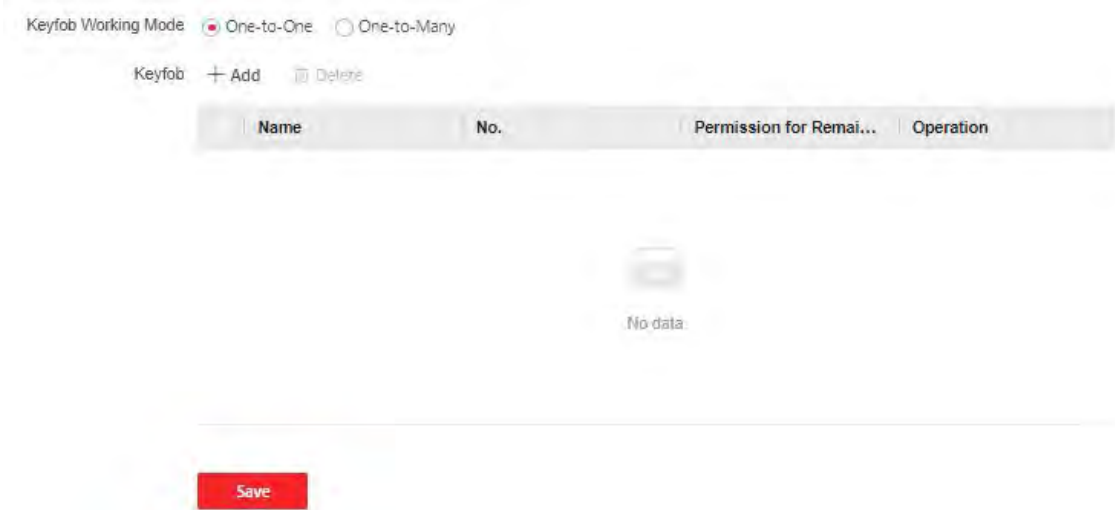 Keyfob Working Mode One-to-One One-to-Many
Keyfob + Add Delete
Name No. Permission for Remai... Operation
No data
Save